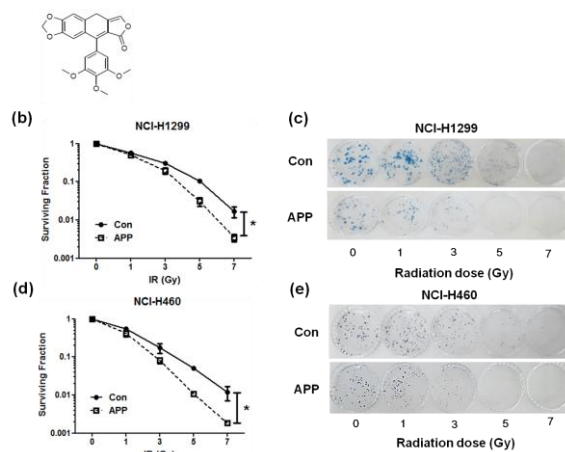 O
O
O
O
O
O
O
(b)
NCI-H1299
Surviving Fraction
1
0.1
0.01
0.001
Con
APP
*
0 1 3 5 7
IR (Gy)
(c)
NCI-H1299
Con
APP
0 1 3 5 7
Radiation dose (Gy)
(d)
NCI-H460
Surviving Fraction
1
0.1
0.01
0.001
Con
APP
*
0 1 3 5 7
IR (Gy)
(e)
NCI-H460
Con
APP
0 1 3 5 7
Radiation dose (Gy)